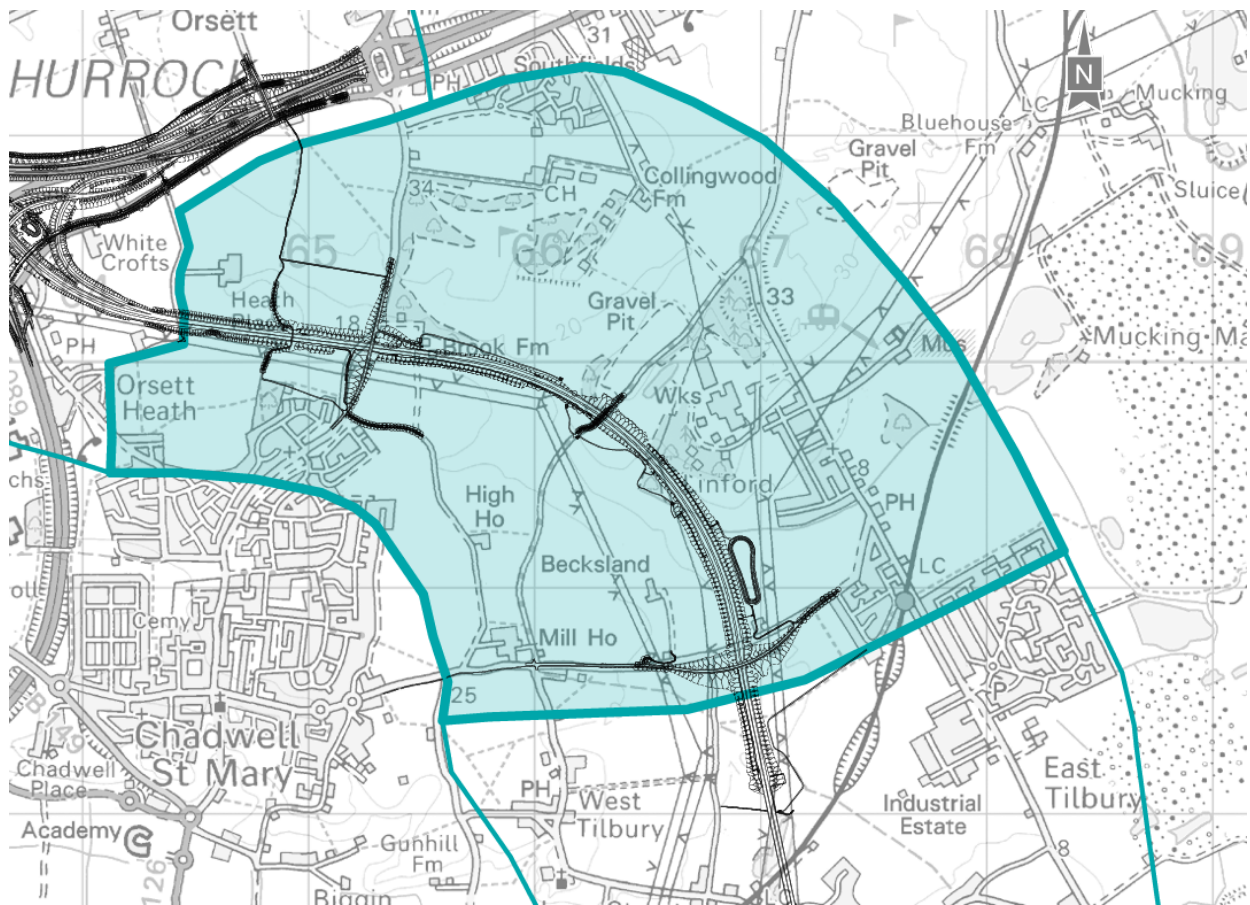 Orsett
31
HURROCK
PH
Southfields
N
LC
Mucking
Bluehouse
Fm
Gravel
Pit
Sluice
34
CH
Collingwood
Fm
White
Crofts
65
66
67
68
69
Heath
Gravel
Pit
33
18
PH
Brook Fm
Mus
Mucking Ma
Orsett
Heath
Wks
High
Ho
inford
8
PH
Becksland
LC
Cemy
Mill Ho
25
P
Chadwell
St Mary
Chadwell
Place
PH
West
Tilbury
Industrial
Estate
East
Tilbury
Academy
Gunhill
Fm
8
126
Biggin